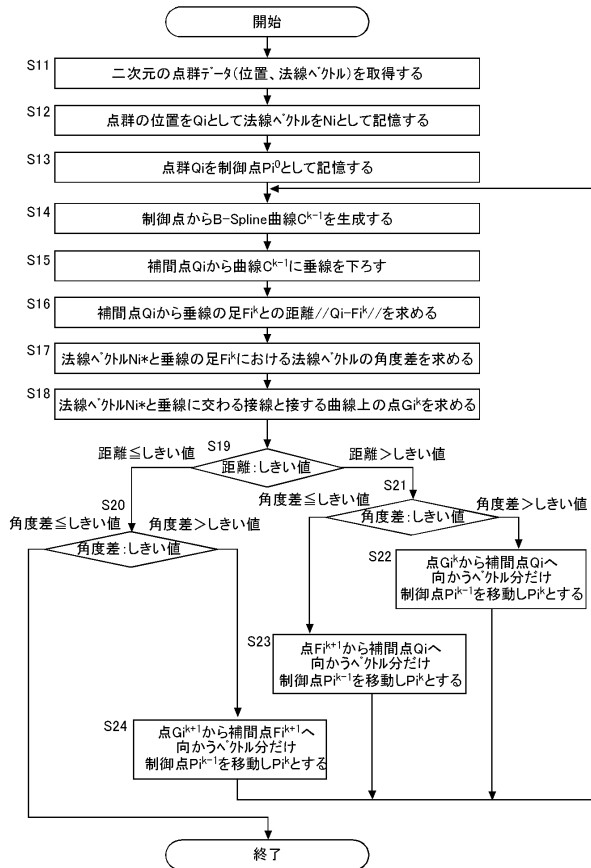 開始
S11
二次元の点群データ(位置、法線ベクトル)を取得する
S12
点群の位置をQiとして法線ベクトルをNiとして記憶する
S13
点群Qiを制御点Pi⁰として記憶する
S14
制御点からB-Spline曲線Cᵏ⁻¹を生成する
S15
補間点Qiから曲線Cᵏ⁻¹に垂線を下ろす
S16
補間点Qiから垂線の足Fiᵏとの距離//Qi-Fiᵏ//を求める
S17
法線ベクトルNi*と垂線の足Fiᵏにおける法線ベクトルの角度差を求める
S18
法線ベクトルNi*と垂線に交わる接線と接する曲線上の点Giᵏを求める
S19
距離≦しきい値
距離>しきい値
距離:しきい値
S20
角度差≦しきい値
角度差>しきい値
角度差:しきい値
S21
角度差≦しきい値
角度差>しきい値
角度差:しきい値
S22
点Giᵏから補間点Qiへ
向かうベクトル分だけ
制御点Piᵏ⁻¹を移動しPiᵏとする
S23
点Fiᵏ⁺¹から補間点Qiへ
向かうベクトル分だけ
制御点Piᵏ⁻¹を移動しPiᵏとする
S24
点Giᵏ⁺¹から補間点Fiᵏ⁺¹へ
向かうベクトル分だけ
制御点Piᵏ⁻¹を移動しPiᵏとする
終了